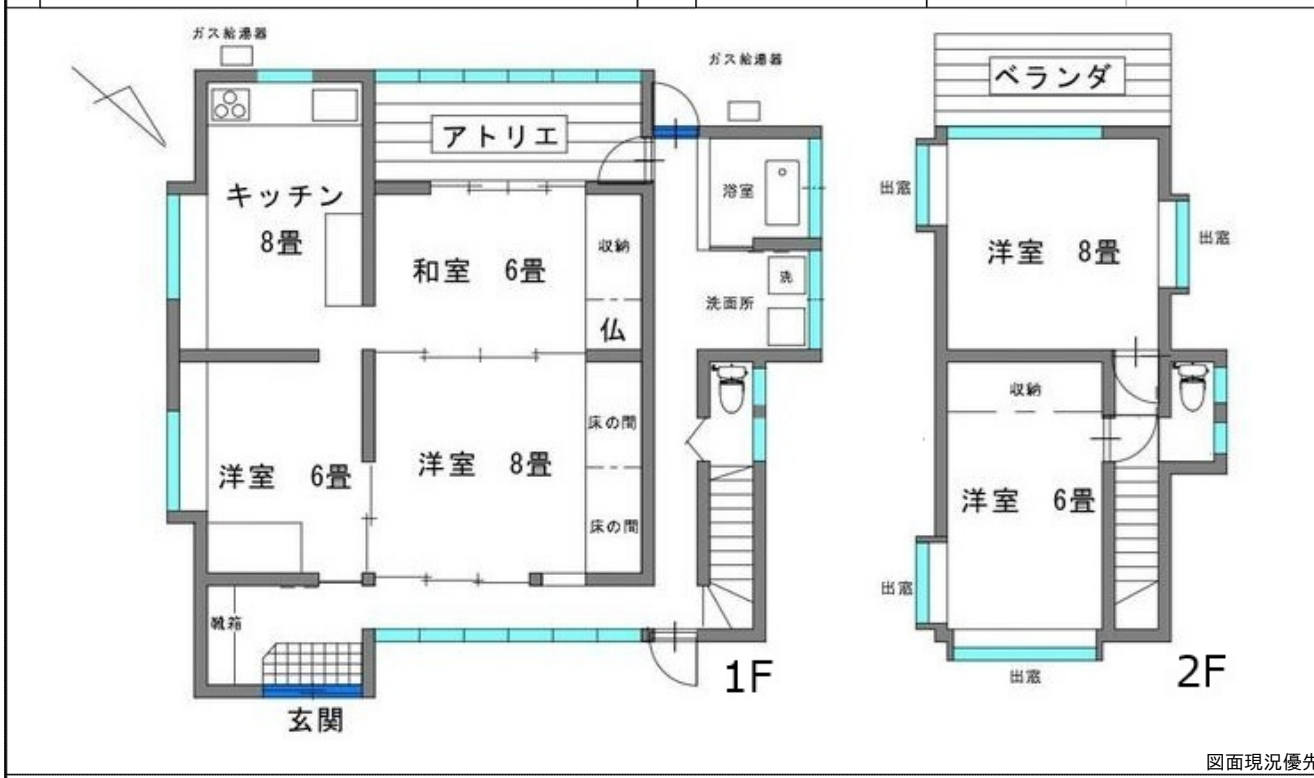 ガス給湯器
ガス給湯器
ベランダ
アトリエ
キッチン
8畳
浴室
出窓
出窓
収納
洋室 8畳
和室 6畳
洗
洗面所
仏
収納
床の間
洋室 6畳
洋室 8畳
洋室 6畳
床の間
出窓
靴箱
出窓
1F
2F
玄関
図面現況優先